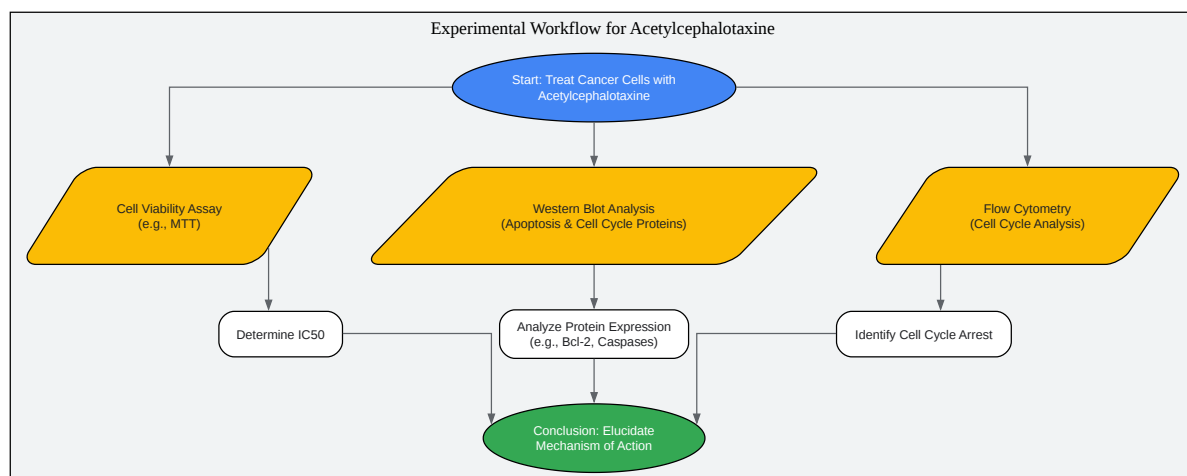 Experimental Workflow for Acetylcephalotaxine
Start: Treat Cancer Cells with
Acetylcephalotaxine
Cell Viability Assay
(e.g., MTT)
Western Blot Analysis
(Apoptosis & Cell Cycle Proteins)
Flow Cytometry
(Cell Cycle Analysis)
Determine IC50
Analyze Protein Expression
(e.g., Bcl-2, Caspases)
Identify Cell Cycle Arrest
Conclusion: Elucidate
Mechanism of Action